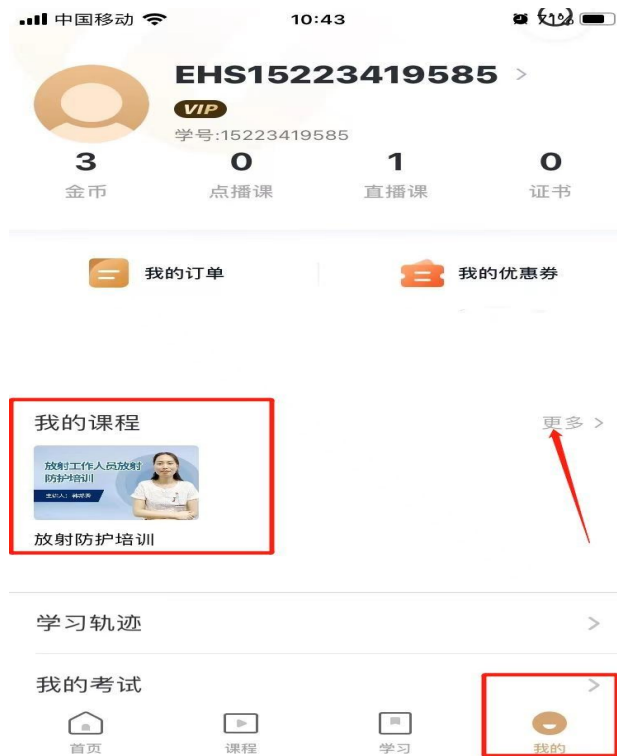 中国移动 10:43 71%
EHS15223419585 >
VIP
学号:15223419585
3 0 1 0
金币 点播课 直播课 证书
我的订单 我的优惠券
我的课程 更多 >
放射工作人员放射
防护培训
放射防护培训
学习轨迹 >
我的考试 >
首页 课程 学习 我的